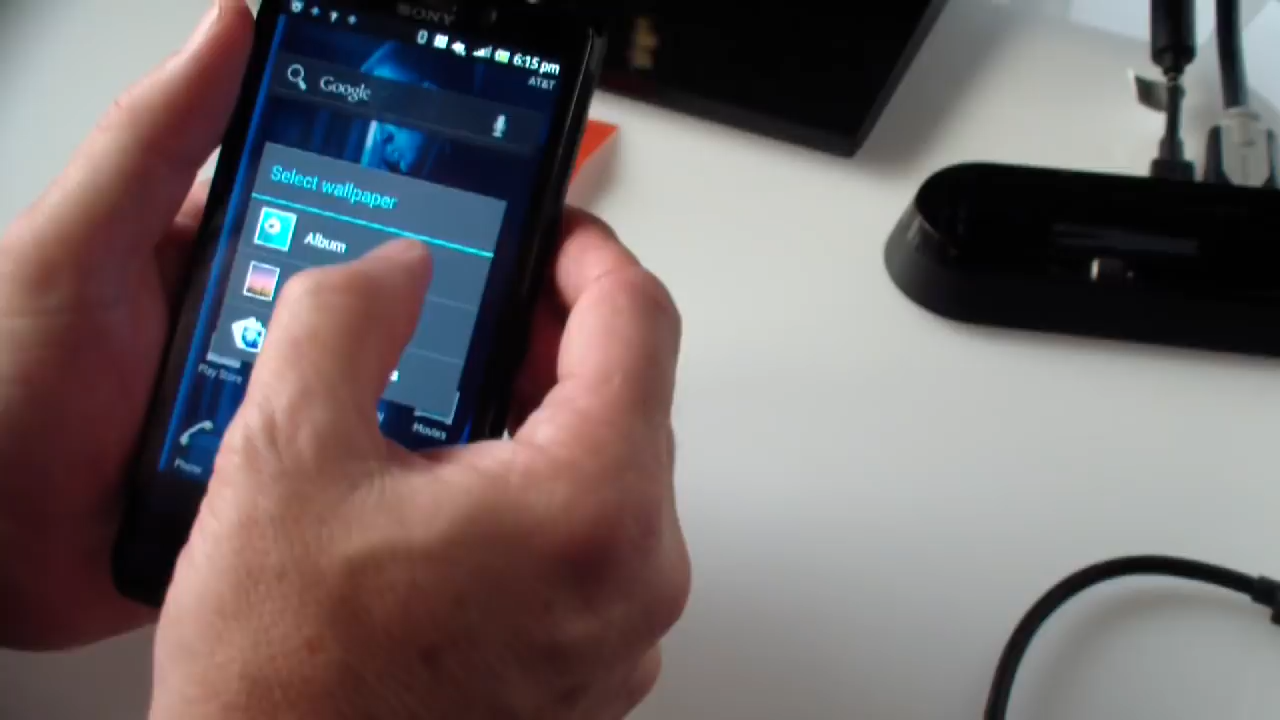 SONY
6:15 pm
AT&T
Google
Select wallpaper
Album
Play Store
Movies
Phone